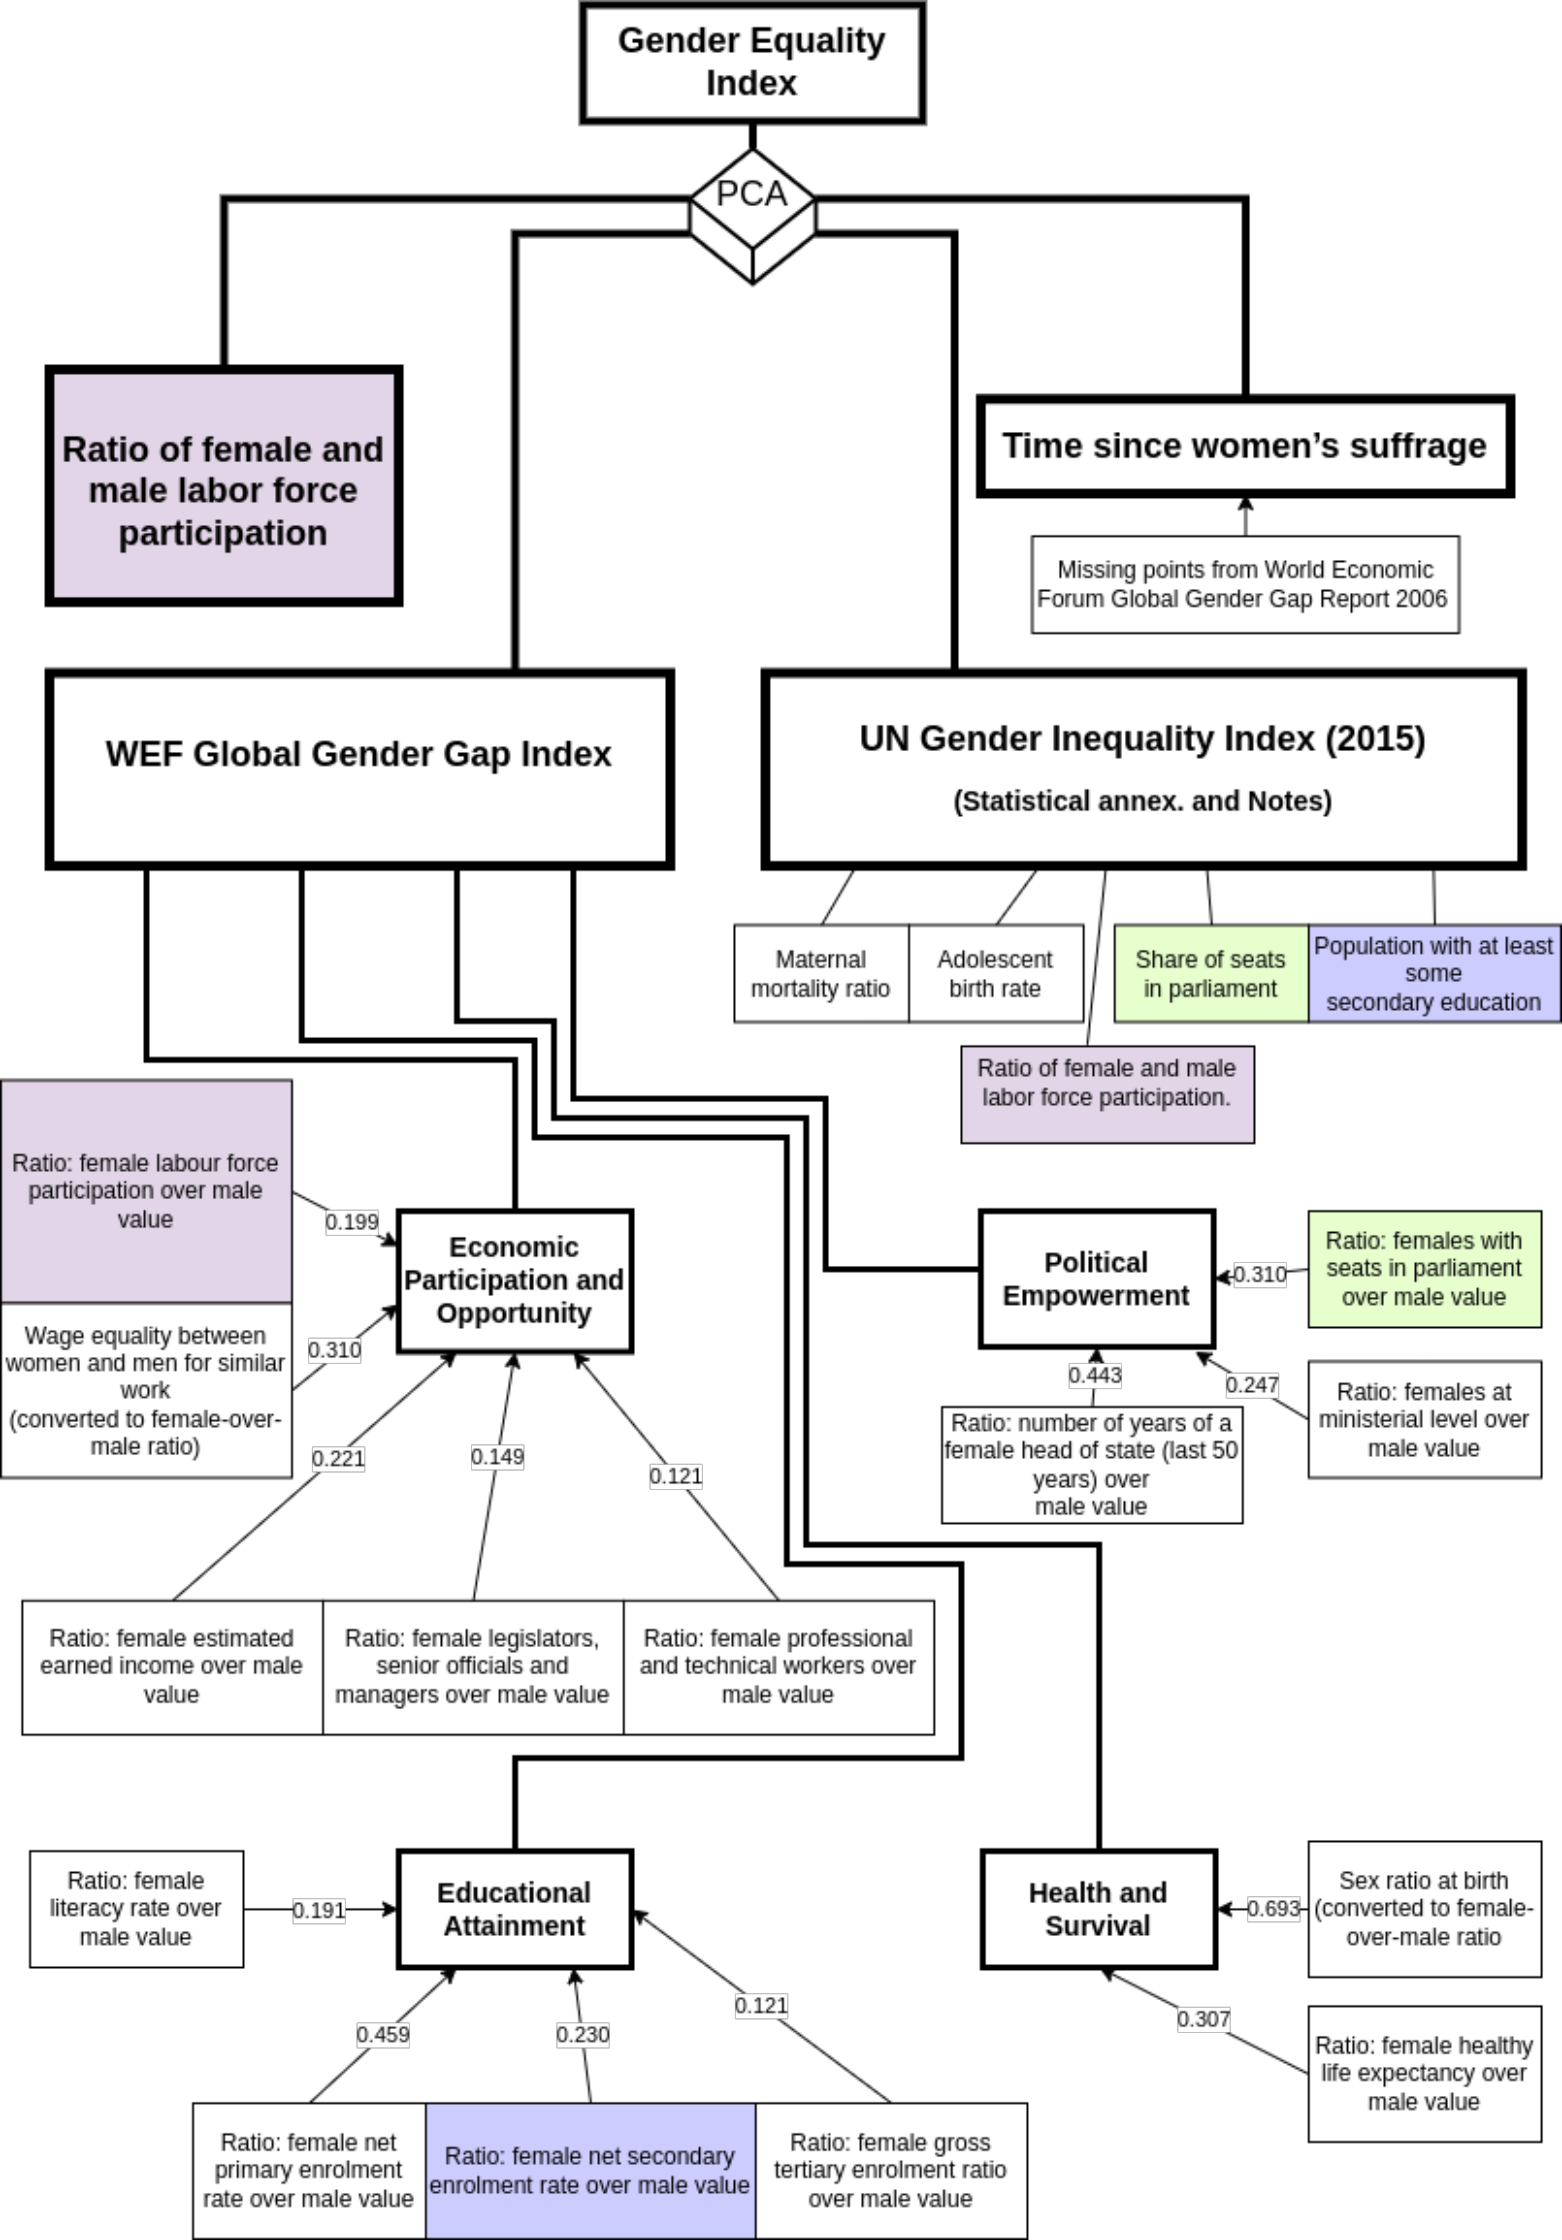 Gender Equality
Index
PCA
Ratio of female and
male labor force
participation
Time since women’s suffrage
Missing points from World Economic
Forum Global Gender Gap Report 2006
WEF Global Gender Gap Index
UN Gender Inequality Index (2015)
(Statistical annex. and Notes)
Maternal
mortality ratio
Adolescent
birth rate
Share of seats
in parliament
Population with at least
some
secondary education
Ratio of female and male
labor force participation.
Ratio: female labour force
participation over male
value
0.199
Wage equality between
women and men for similar
work
(converted to female-over-
male ratio)
0.310
Economic
Participation and
Opportunity
0.221
0.149
0.121
Ratio: female estimated
earned income over male
value
Ratio: female legislators,
senior officials and
managers over male value
Ratio: female professional
and technical workers over
male value
Political
Empowerment
0.310
Ratio: females with
seats in parliament
over male value
0.443
0.247
Ratio: number of years of a
female head of state (last 50
years) over
male value
Ratio: females at
ministerial level over
male value
Ratio: female
literacy rate over
male value
0.191
Educational
Attainment
0.459
0.230
0.121
Ratio: female net
primary enrolment
rate over male value
Ratio: female net secondary
enrolment rate over male value
Ratio: female gross
tertiary enrolment ratio
over male value
Health and
Survival
0.693
Sex ratio at birth
(converted to female-
over-male ratio
0.307
Ratio: female healthy
life expectancy over
male value